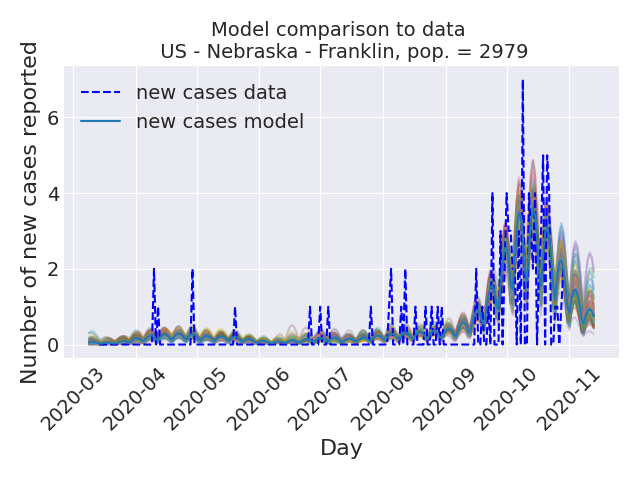 Model comparison to data
US - Nebraska - Franklin, pop. = 2979
Number of new cases reported
6
4
2
0
new cases data
new cases model
2020-03
2020-04
2020-05
2020-06
2020-07
2020-08
2020-09
2020-10
2020-11
Day